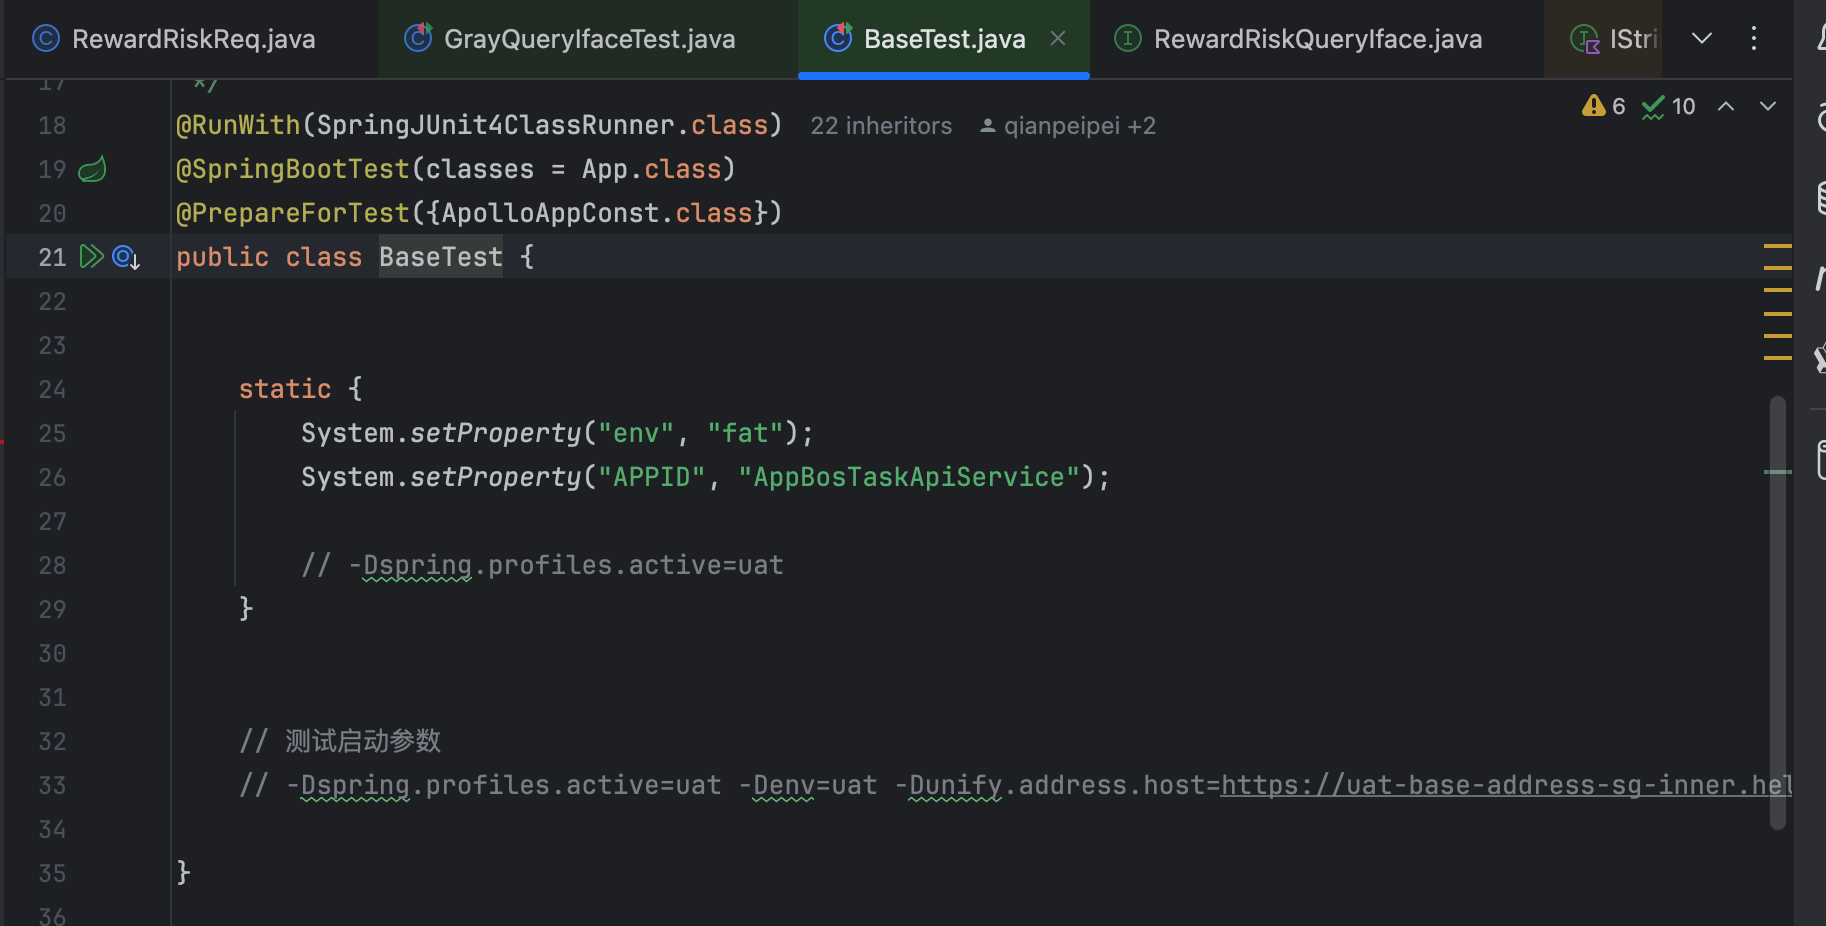 RewardRiskReq.java GrayQueryIfaceTest.java BaseTest.java RewardRiskQueryIface.java IStri
17 */
18 @RunWith(SpringJUnit4ClassRunner.class) 22 inheritors qianpeipei +2 6 10
19 @SpringBootTest(classes = App.class)
20 @PrepareForTest({ApolloAppConst.class})
21 public class BaseTest {
22
23
24 static {
25 System.setProperty("env", "fat");
26 System.setProperty("APPID", "AppBosTaskApiService");
27
28 // -Dspring.profiles.active=uat
29 }
30
31
32 // 测试启动参数
33 // -Dspring.profiles.active=uat -Denv=uat -Dunify.address.host=https://uat-base-address-sg-inner.hel
34
35 }
36